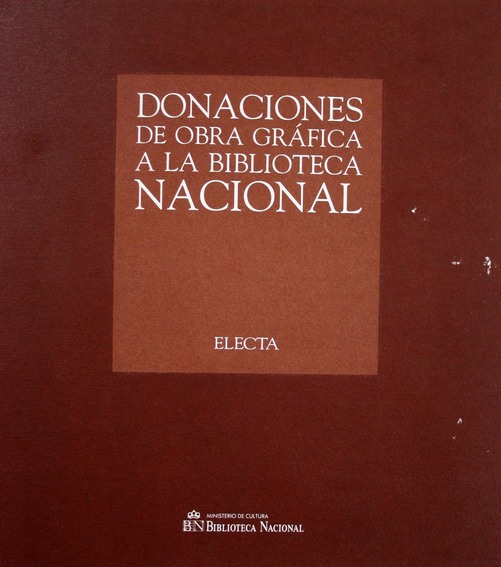 DONACIONES
DE OBRA GRÁFICA
A LA BIBLIOTECA
NACIONAL
ELECTA
MINISTERIO DE CULTURA
BN BIBLIOTECA NACIONAL